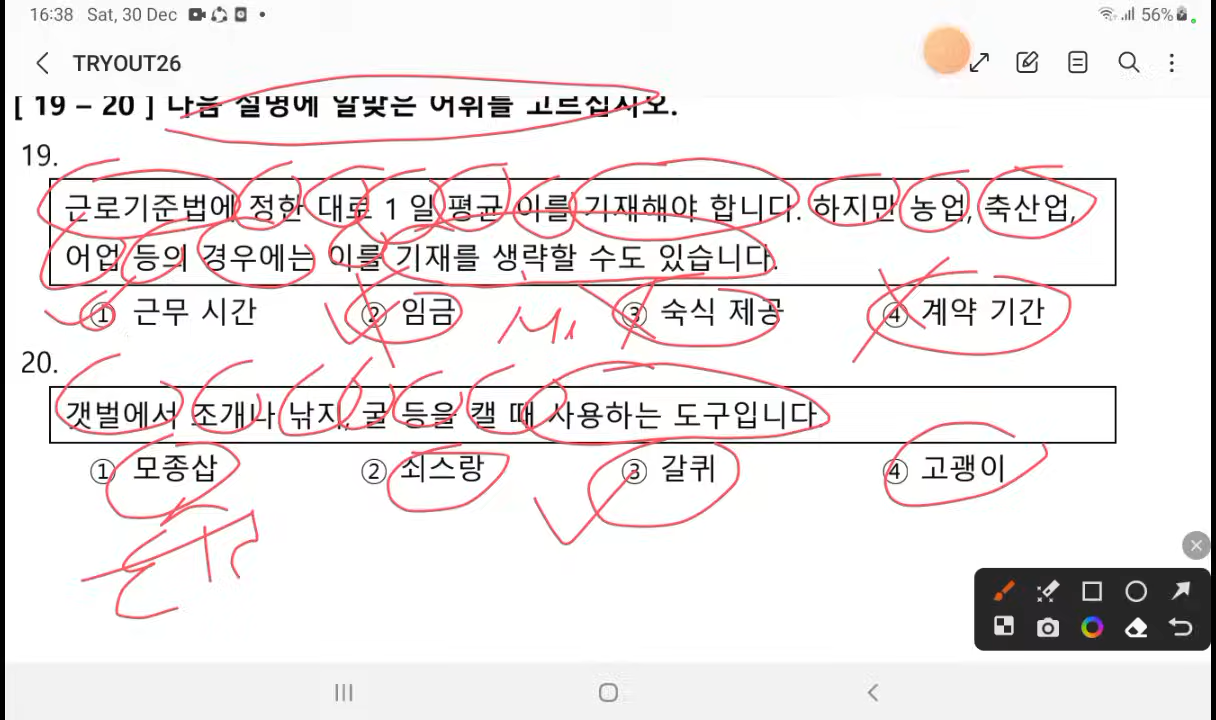 16:38 Sat, 30 Dec 56%
TRYOUT26
[ 19 – 20 ] 다음 설명에 알맞은 어휘를 고르십시오.
19.
근로기준법에 정한 대로 1 일 평균 이를 기재해야 합니다. 하지만 농업, 축산업,
어업 등의 경우에는 이를 기재를 생략할 수도 있습니다.
① 근무 시간 ② 임금 ③ 숙식 제공 ④ 계약 기간
20.
갯벌에서 조개나 낚지, 굴 등을 캘 때 사용하는 도구입니다.
① 모종삽 ② 쇠스랑 ③ 갈퀴 ④ 고괭이